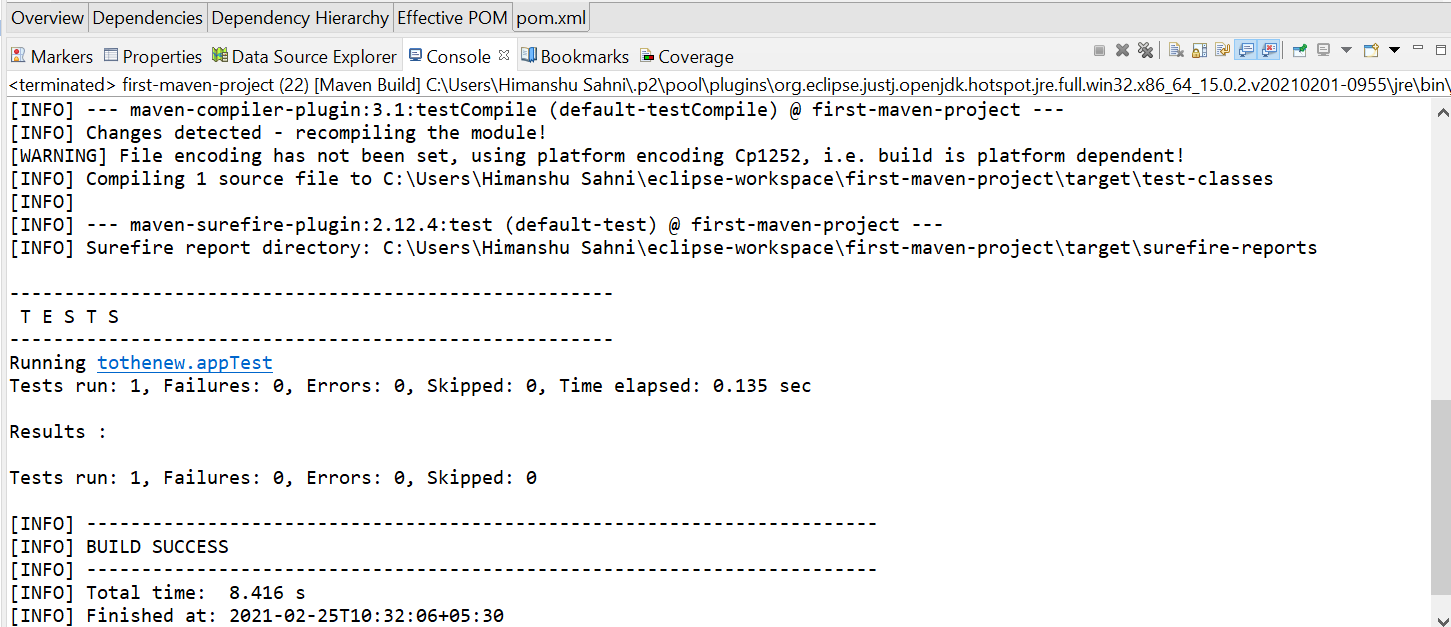 Overview Dependencies Dependency Hierarchy Effective POM pom.xml
Markers Properties Data Source Explorer Console Bookmarks Coverage
<terminated> first-maven-project (22) [Maven Build] C:\Users\Himanshu Sahni\.p2\pool\plugins\org.eclipse.justj.openjdk.hotspot.jre.full.win32.x86_64_15.0.2.v20210201-0955\jre\bin\
[INFO] --- maven-compiler-plugin:3.1:testCompile (default-testCompile) @ first-maven-project ---
[INFO] Changes detected - recompiling the module!
[WARNING] File encoding has not been set, using platform encoding Cp1252, i.e. build is platform dependent!
[INFO] Compiling 1 source file to C:\Users\Himanshu Sahni\eclipse-workspace\first-maven-project\target\test-classes
[INFO]
[INFO] --- maven-surefire-plugin:2.12.4:test (default-test) @ first-maven-project ---
[INFO] Surefire report directory: C:\Users\Himanshu Sahni\eclipse-workspace\first-maven-project\target\surefire-reports
-------------------------------------------------------
T E S T S
-------------------------------------------------------
Running tothenew.appTest
Tests run: 1, Failures: 0, Errors: 0, Skipped: 0, Time elapsed: 0.135 sec
Results :
Tests run: 1, Failures: 0, Errors: 0, Skipped: 0
[INFO] ------------------------------------------------------------------------
[INFO] BUILD SUCCESS
[INFO] ------------------------------------------------------------------------
[INFO] Total time:  8.416 s
[INFO] Finished at: 2021-02-25T10:32:06+05:30